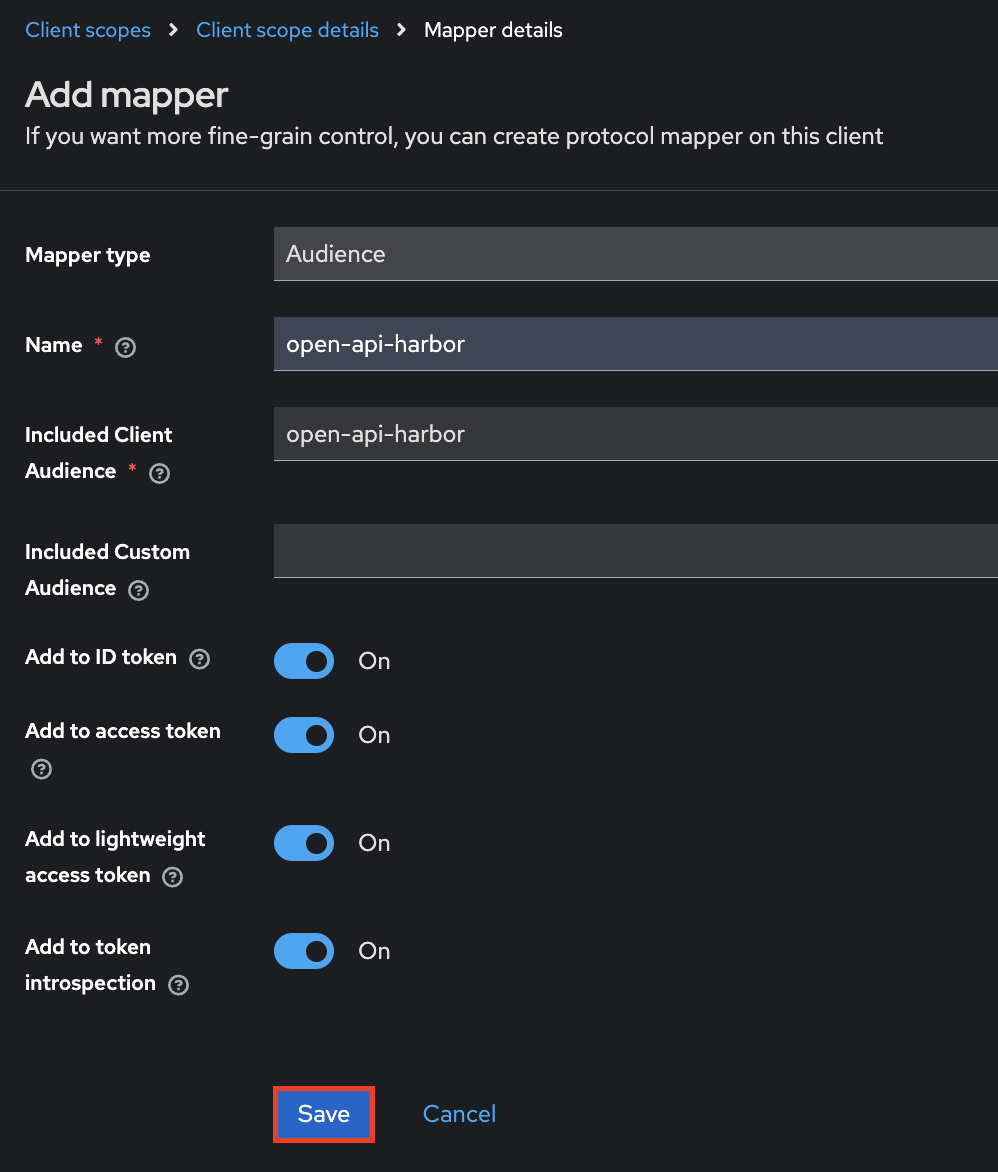 Client scopes > Client scope details > Mapper details
Add mapper
If you want more fine-grain control, you can create protocol mapper on this client
Mapper type
Audience
Name *
open-api-harbor
Included Client
Audience *
open-api-harbor
Included Custom
Audience
Add to ID token
On
Add to access token
On
Add to lightweight
access token
On
Add to token
introspection
On
Save
Cancel